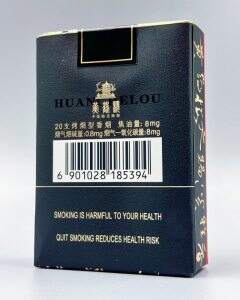 HUANGHELOU
黄鹤楼
20支烤烟型香烟 焦油量:8mg
烟气烟碱量:0.8mg 烟气一氧化碳量:8mg
6 901028 185394
SMOKING IS HARMFUL TO YOUR HEALTH
QUIT SMOKING REDUCES HEALTH RISK